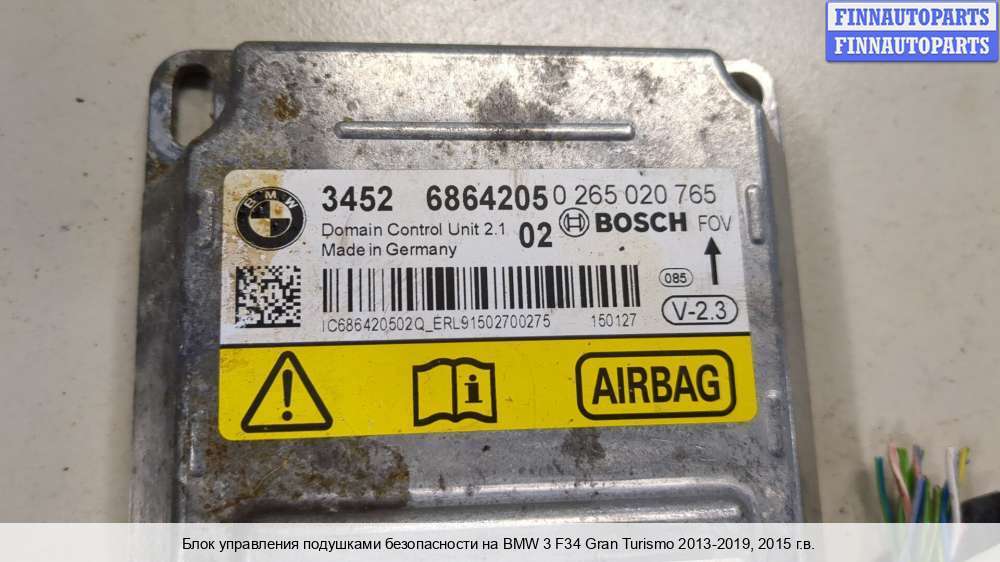 FINNAUTOPARTS
FINNAUTOPARTS
BMW
3452 6864205 0 265 020 765
Domain Control Unit 2.1 02 BOSCH FOV
Made in Germany
085
V-2.3
IC686420502Q_ERL91502700275 150127
AIRBAG
Блок управления подушками безопасности на BMW 3 F34 Gran Turismo 2013-2019, 2015 г.в.